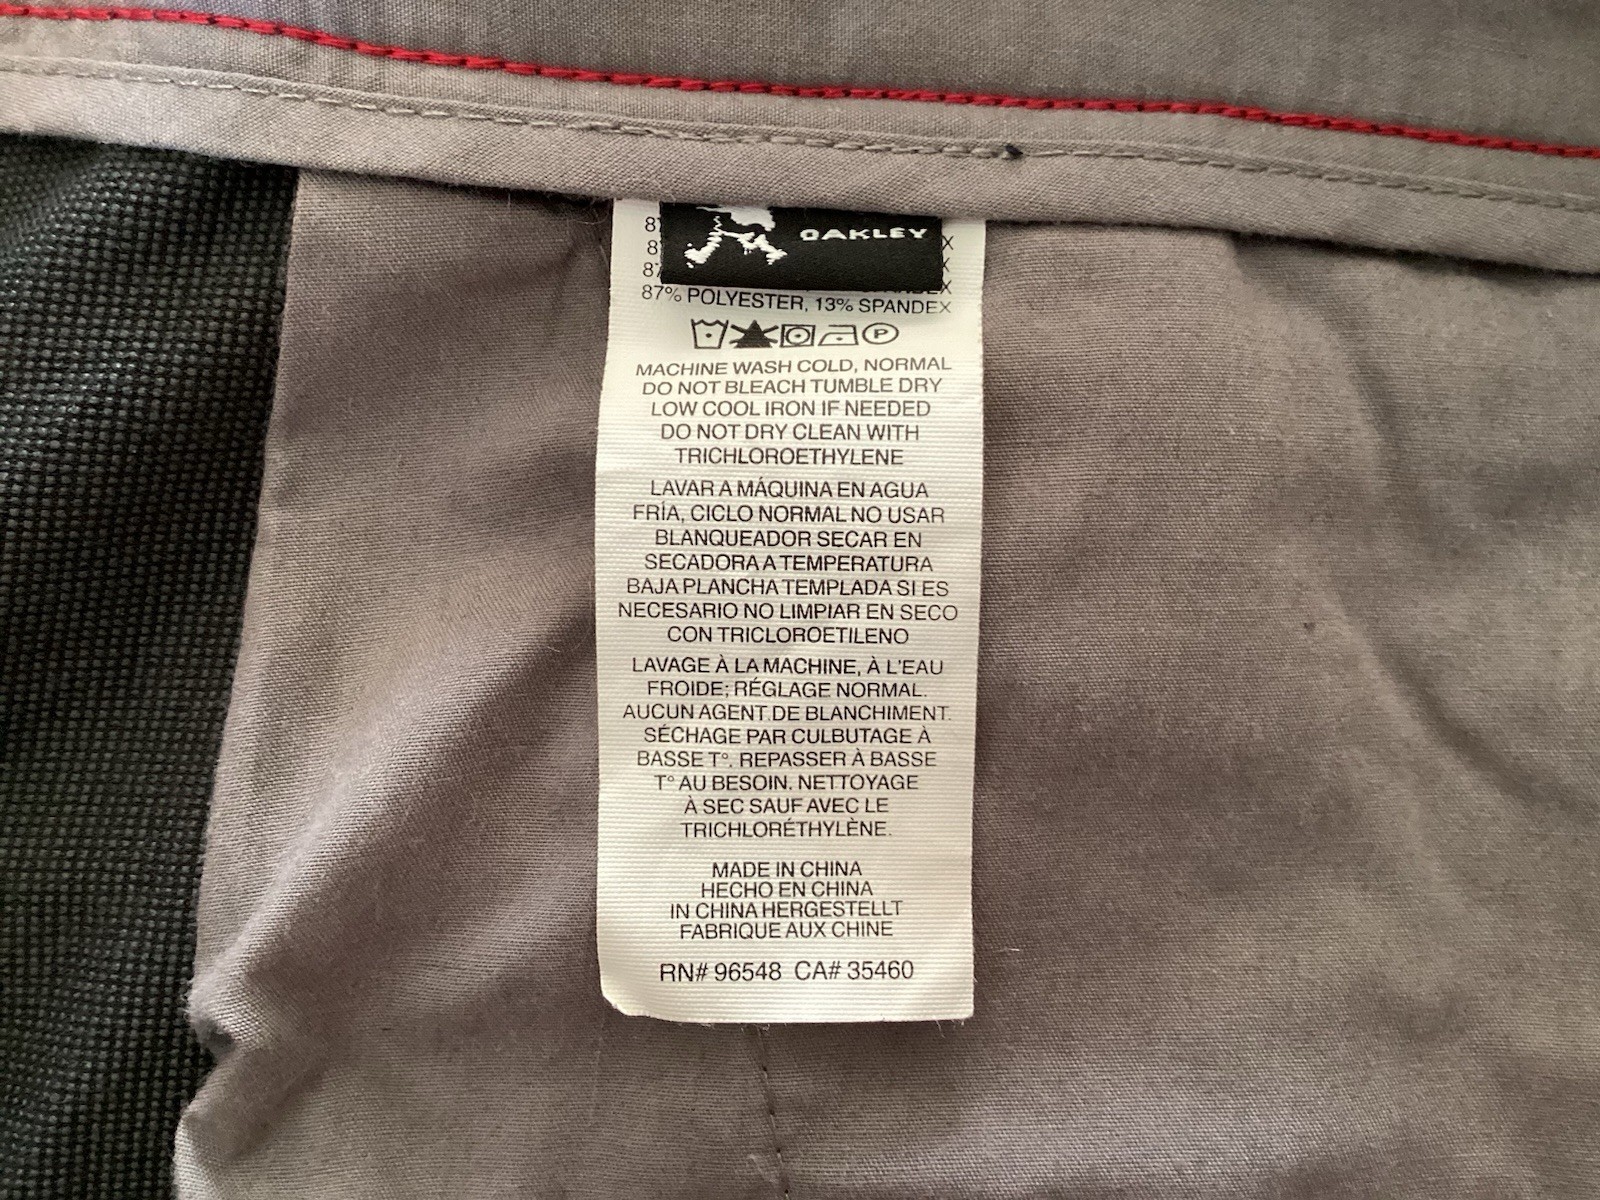 OAKLEY
87% POLYESTER, 13% SPANDEX
P
MACHINE WASH COLD, NORMAL
DO NOT BLEACH TUMBLE DRY
LOW COOL IRON IF NEEDED
DO NOT DRY CLEAN WITH
TRICHLOROETHYLENE
LAVAR A MÁQUINA EN AGUA
FRÍA, CICLO NORMAL NO USAR
BLANQUEADOR SECAR EN
SECADORA A TEMPERATURA
BAJA PLANCHA TEMPLADA SI ES
NECESARIO NO LIMPIAR EN SECO
CON TRICLOROETILENO
LAVAGE À LA MACHINE, À L'EAU
FROIDE; RÉGLAGE NORMAL.
AUCUN AGENT DE BLANCHIMENT.
SÉCHAGE PAR CULBUTAGE À
BASSE T°. REPASSER À BASSE
T° AU BESOIN. NETTOYAGE
À SEC SAUF AVEC LE
TRICHLORÉTHYLÈNE.
MADE IN CHINA
HECHO EN CHINA
IN CHINA HERGESTELLT
FABRIQUE AUX CHINE
RN# 96548 CA# 35460